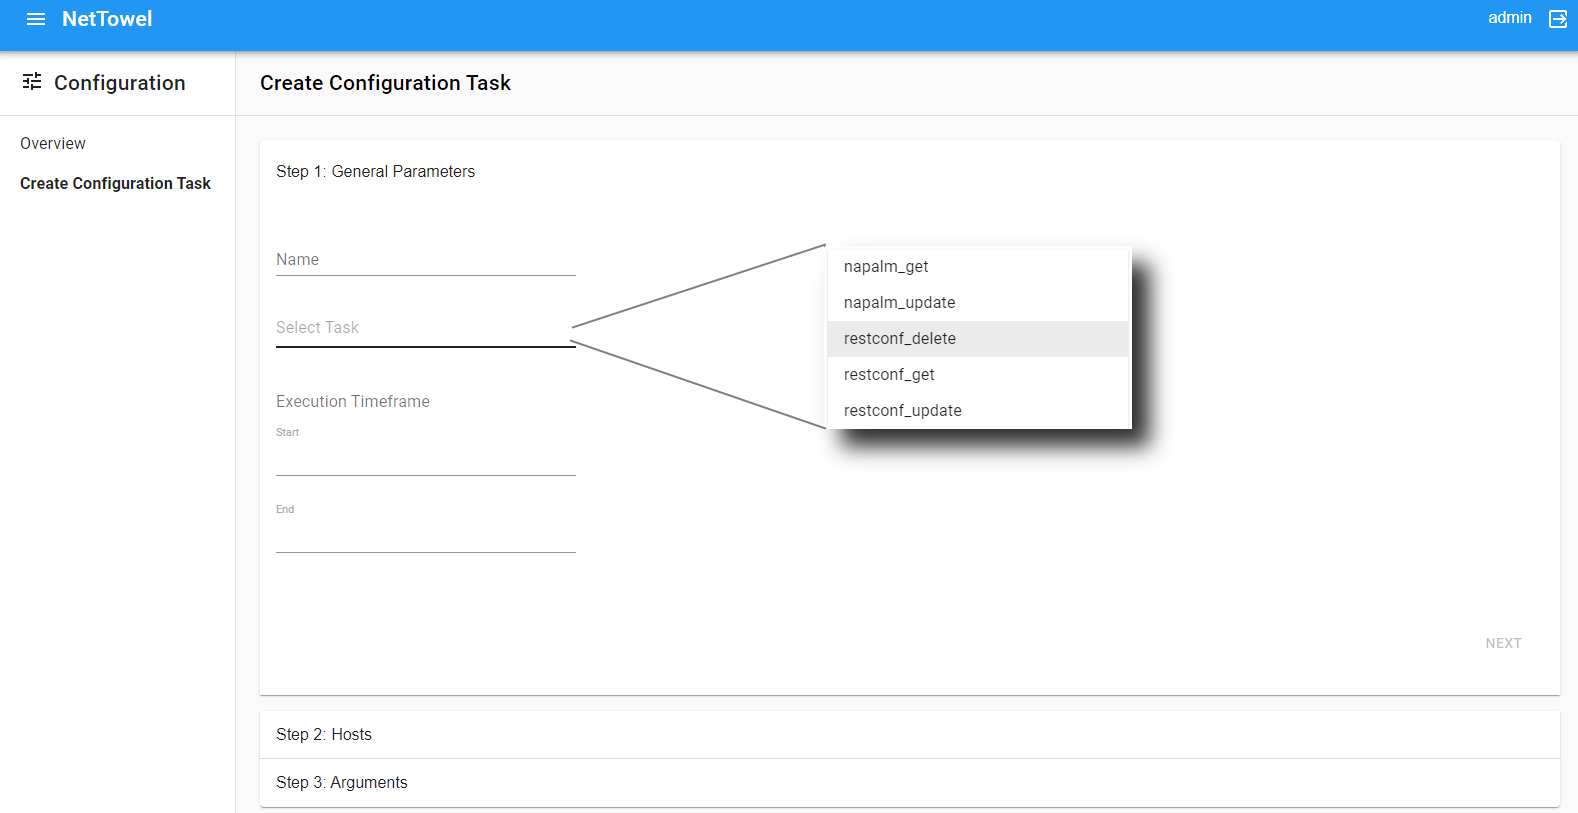 NetTowel
admin
Configuration
Create Configuration Task
Overview
Create Configuration Task
Step 1: General Parameters
Name
Select Task
napalm_get
napalm_update
restconf_delete
restconf_get
restconf_update
Execution Timeframe
Start
End
NEXT
Step 2: Hosts
Step 3: Arguments